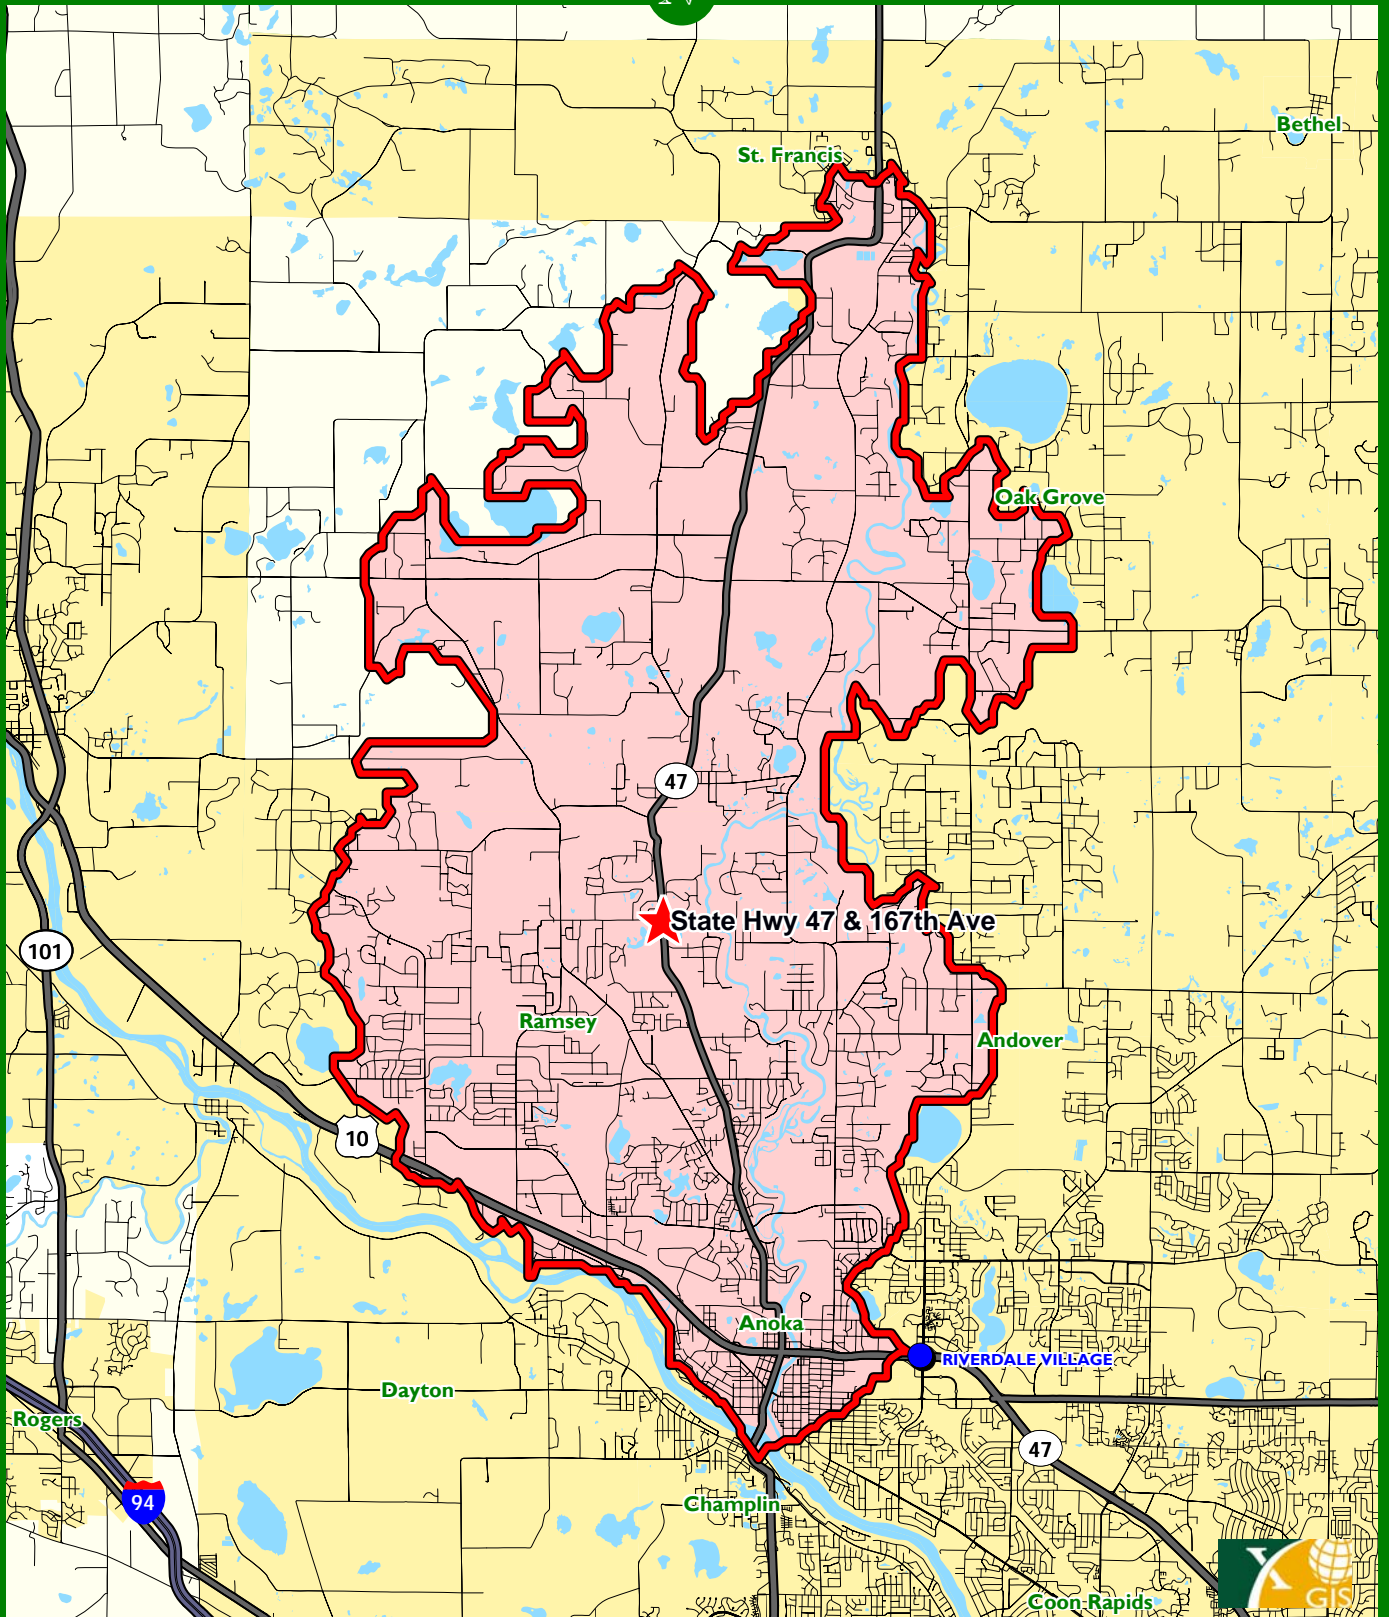 Bethel
St. Francis
Oak Grove
47
State Hwy 47 & 167th Ave
101
Ramsey
Andover
10
Anoka
RIVERDALE VILLAGE
Dayton
Rogers
47
94
Champlin
Coon Rapids
GIS